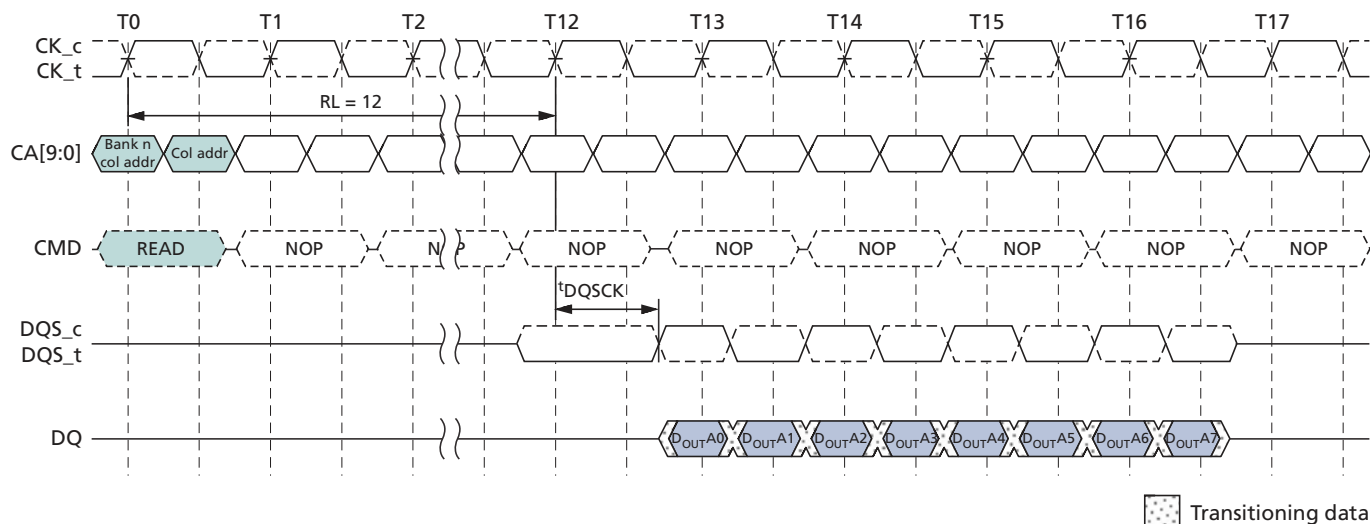 T0 T1 T2 T12 T13 T14 T15 T16 T17
CK_c
CK_t
RL = 12
CA[9:0]
Bank n
col addr
Col addr
CMD READ NOP NOP NOP NOP NOP NOP NOP NOP
tDQSCK
DQS_c
DQS_t
DQ DOUTA0 DOUTA1 DOUTA2 DOUTA3 DOUTA4 DOUTA5 DOUTA6 DOUTA7
Transitioning data